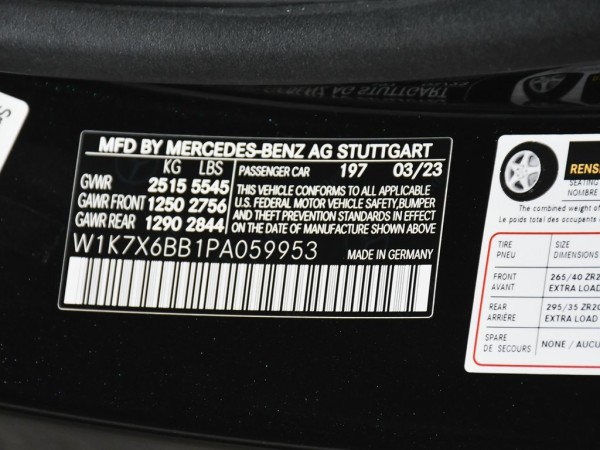 MFD BY MERCEDES-BENZ AG STUTTGART
KG LBS PASSENGER CAR 197 03/23
GVWR 2515 5545
GAWR FRONT 1250 2756
GAWR REAR 1290 2844
THIS VEHICLE CONFORMS TO ALL APPLICABLE
U.S. FEDERAL MOTOR VEHICLE SAFETY, BUMPER
AND THEFT PREVENTION STANDARDS IN EFFECT
ON THE DATE OF MANUFACTURE SHOWN ABOVE.
W1K7X6BB1PA059953 MADE IN GERMANY
RENS
SEATING
NOMBRE
The combined weight of
Le poids total des occupants
TIRE SIZE
PNEU DIMENSIONS
FRONT 265/40 ZR2
AVANT EXTRA LOAD
REAR 295/35 ZR20
ARRIÈRE EXTRA LOAD
SPARE NONE / AUCU
DE SECOURS